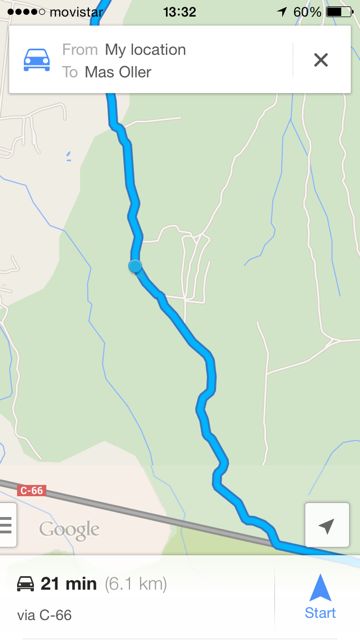 movistar 13:32 60%
From My location
To Mas Oller
C-66
Google
21 min (6.1 km)
via C-66
Start